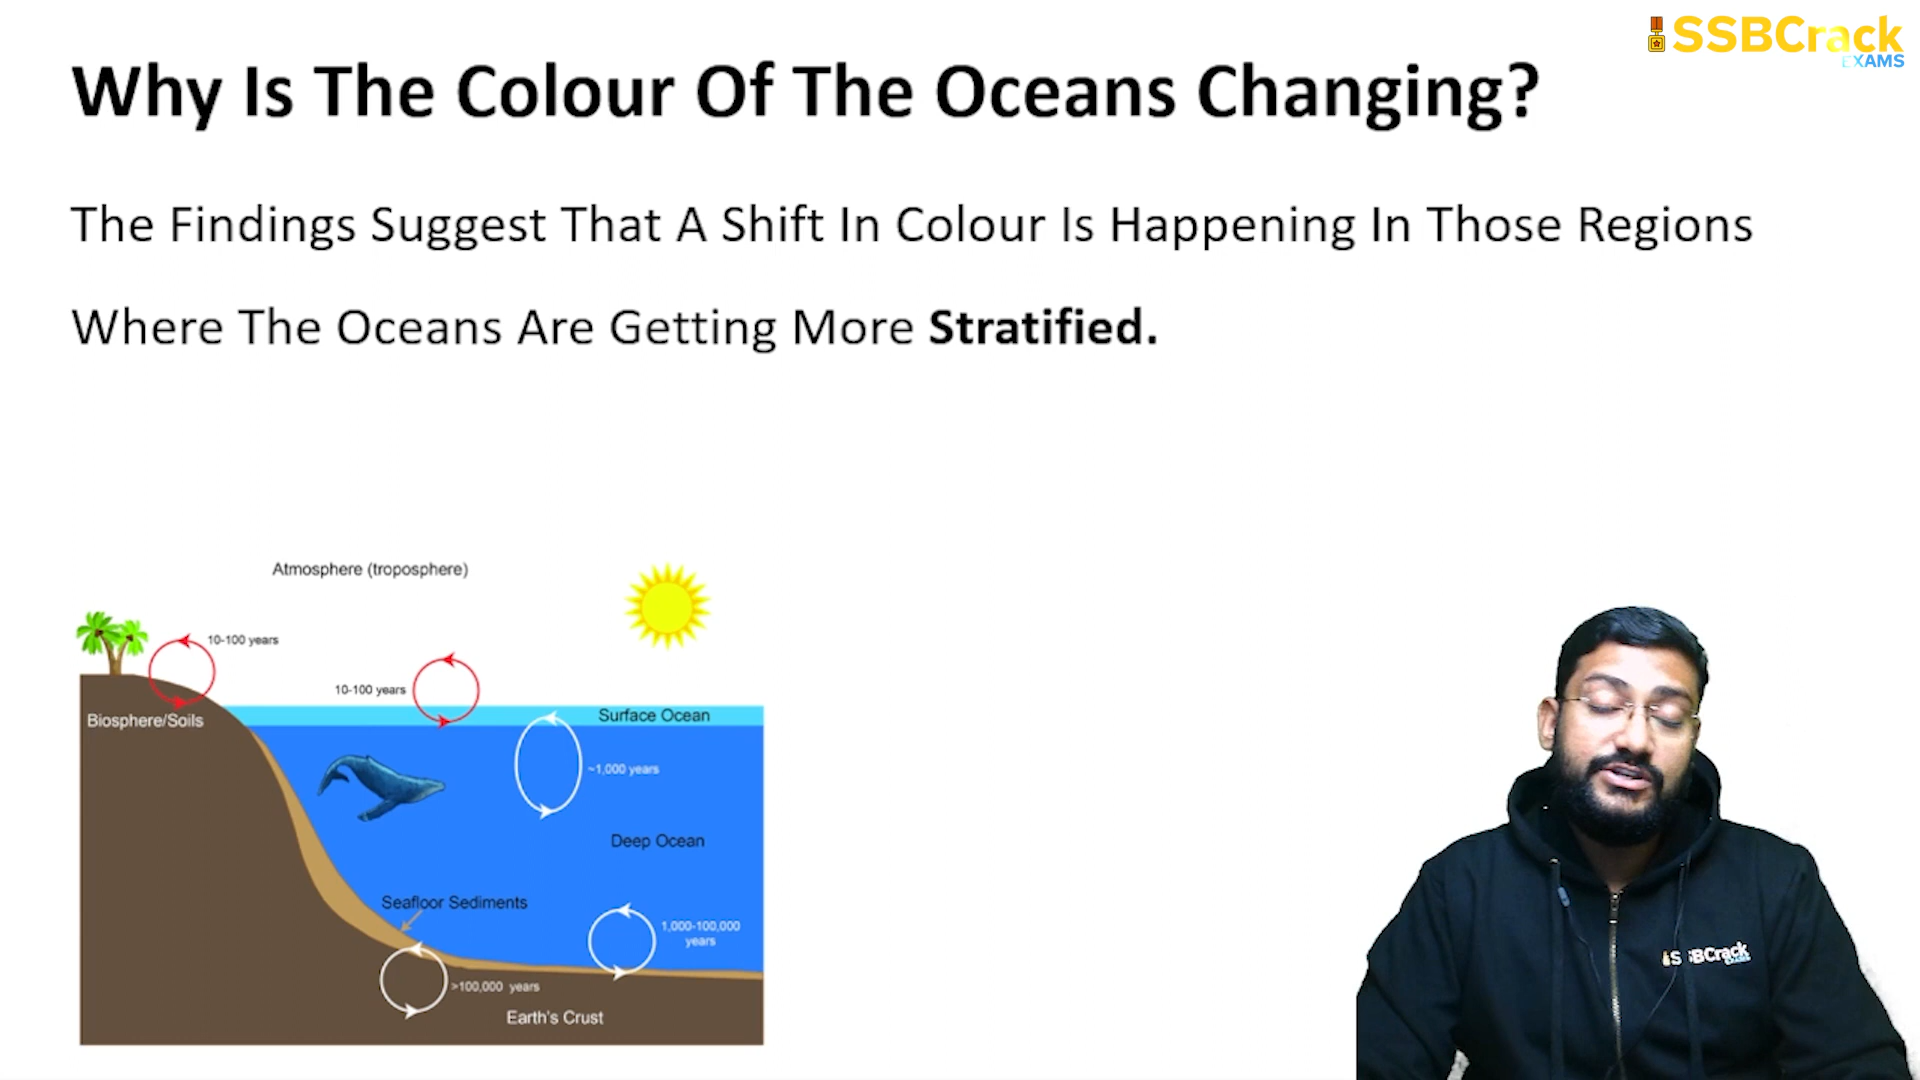 SSBCrack
EXAMS
Why Is The Colour Of The Oceans Changing?
The Findings Suggest That A Shift In Colour Is Happening In Those Regions
Where The Oceans Are Getting More Stratified.
Atmosphere (troposphere)
10-100 years
10-100 years
Biosphere/Soils
Surface Ocean
~1,000 years
Deep Ocean
Seafloor Sediments
1,000-100,000
years
>100,000 years
Earth's Crust
SSBCrack
EXAMS